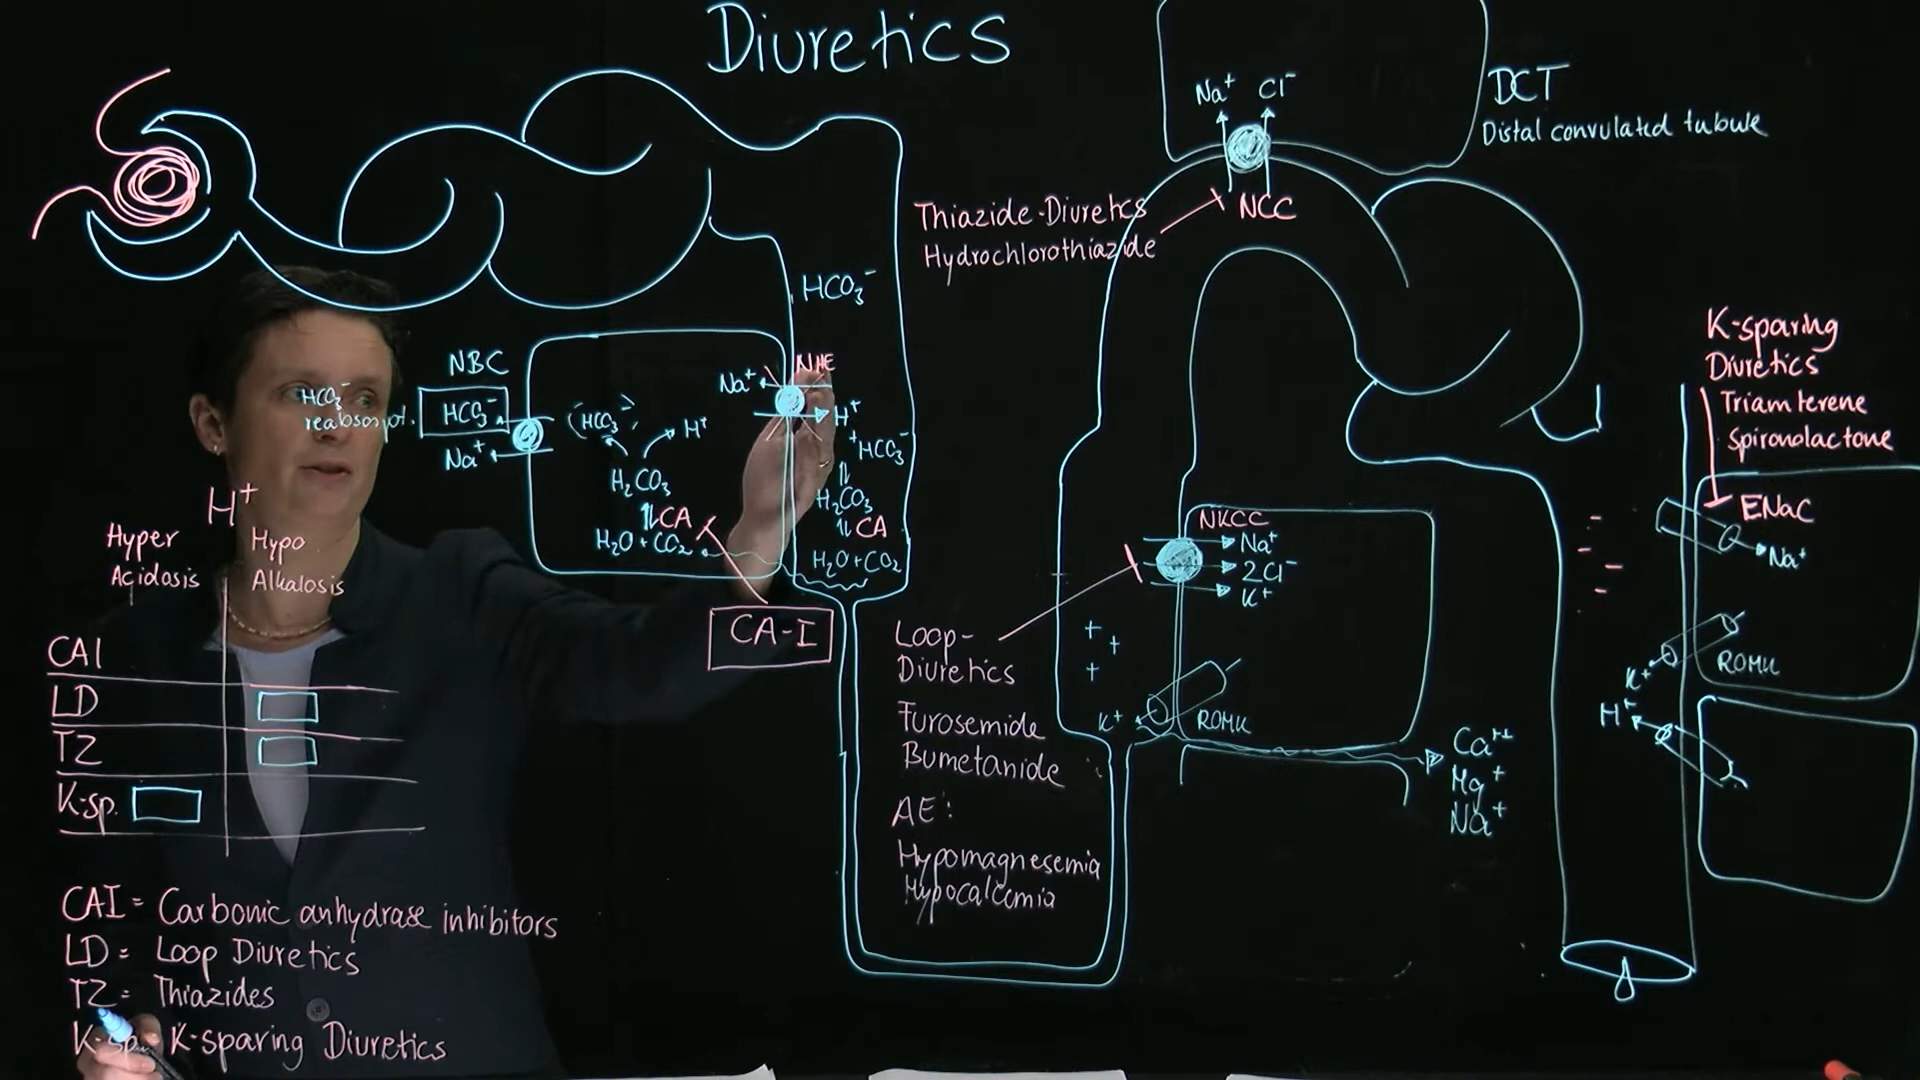 Diuretics
Na⁺ Cl⁻
DCT
Distal convulated tubule
Thiazide-Diuretics
Hydrochlorothiazide
NCC
HCO₃⁻
NBC
HCO₃⁻
reabsorpt.
HCO₃⁻
Na⁺
(HCO₃⁻)
H⁺
H₂CO₃
CA
H₂O + CO₂
Na⁺
NHE
H⁺
+HCO₃⁻
H₂CO₃
CA
H₂O + CO₂
CA-I
K-sparing
Diuretics
Triamterene
Spironolactone
ENaC
Na⁺
K⁺
ROMK
H⁺
NKCC
Na⁺
2Cl⁻
K⁺
+ +
+
K⁺
ROMK
Ca⁺⁺
Mg⁺
Na⁺
Loop-
Diuretics
Furosemide
Bumetanide
AE:
Hypomagnesemia
Hypocalcemia
H⁺
Hyper
Acidosis
Hypo
Alkalosis
CAI
LD
TZ
K-sp.
CAI = Carbonic anhydrase inhibitors
LD = Loop Diuretics
TZ = Thiazides
K-sp. K-sparing Diuretics